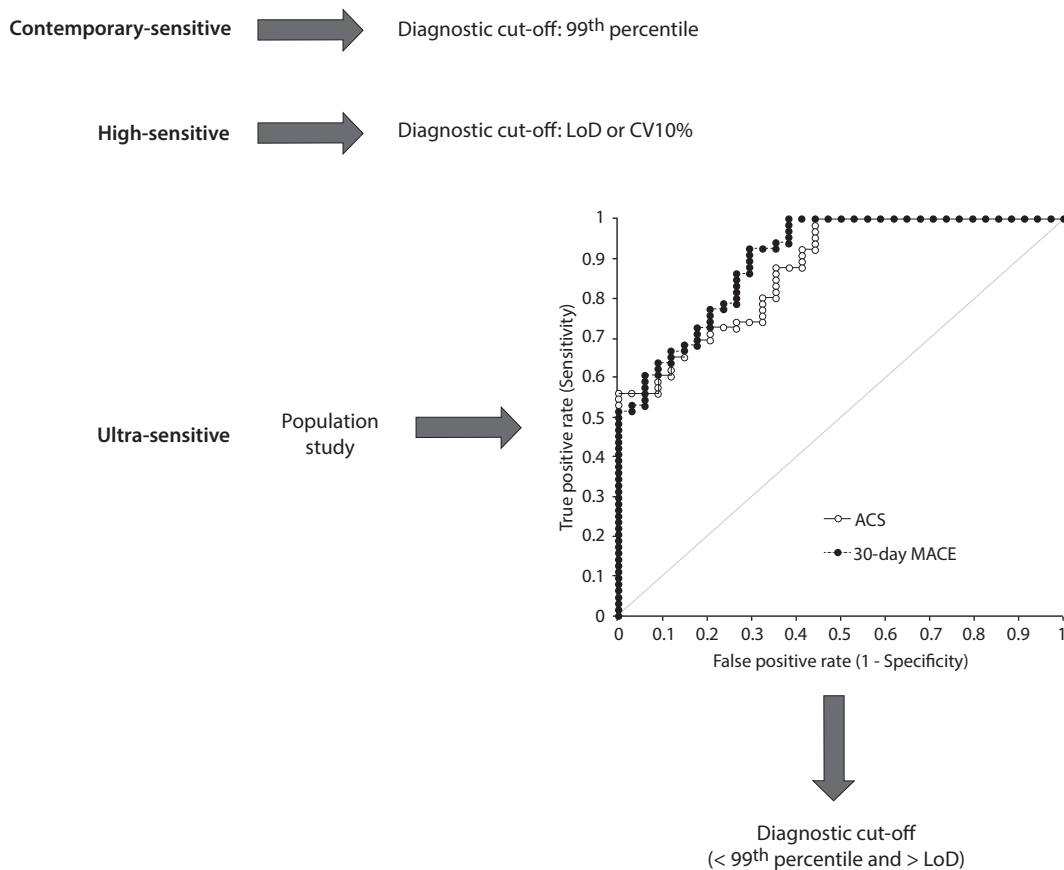 Contemporary-sensitive
Diagnostic cut-off: 99th percentile
High-sensitive
Diagnostic cut-off: LoD or CV10%
Ultra-sensitive
Population
study
True positive rate (Sensitivity)
1
0.9
0.8
0.7
0.6
0.5
0.4
0.3
0.2
0.1
0
ACS
30-day MACE
0 0.1 0.2 0.3 0.4 0.5 0.6 0.7 0.8 0.9 1
False positive rate (1 - Specificity)
Diagnostic cut-off
(< 99th percentile and > LoD)